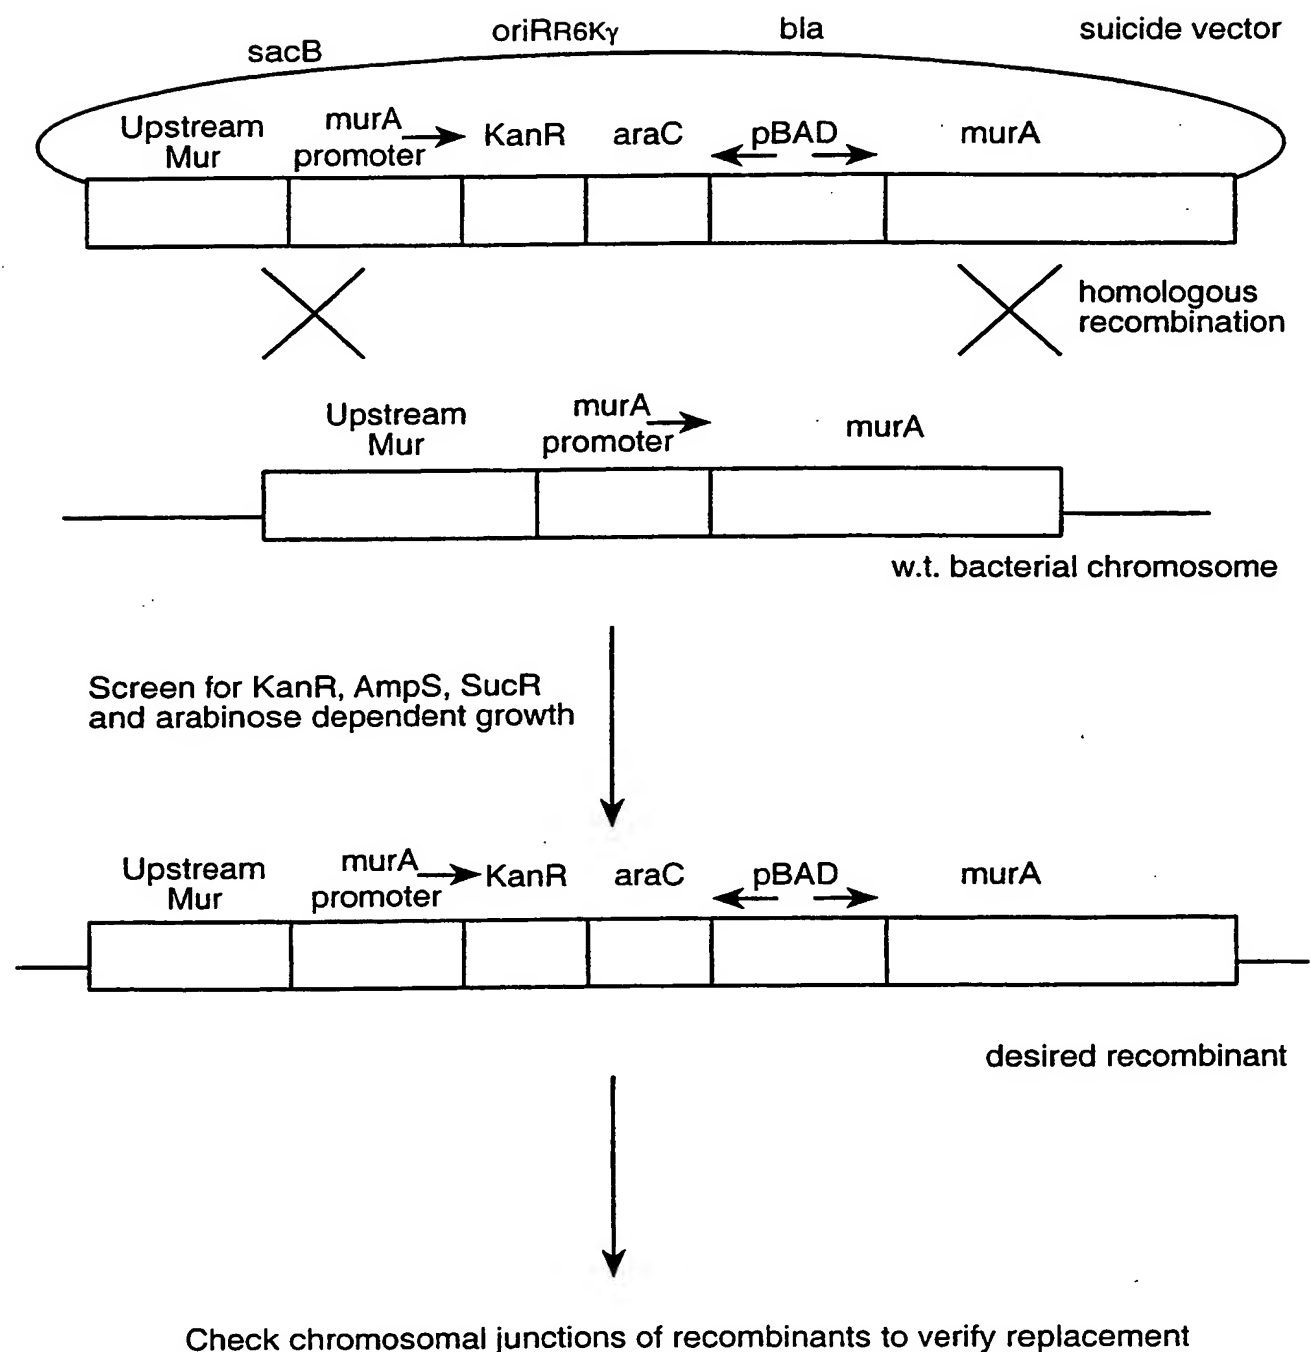 sacB
oriRR6Kγ
bla
suicide vector
Upstream
Mur
murA
promoter
KanR
araC
pBAD
murA
homologous
recombination
Upstream
Mur
murA
promoter
murA
w.t. bacterial chromosome
Screen for KanR, AmpS, SucR
and arabinose dependent growth
Upstream
Mur
murA
promoter
KanR
araC
pBAD
murA
desired recombinant
Check chromosomal junctions of recombinants to verify replacement